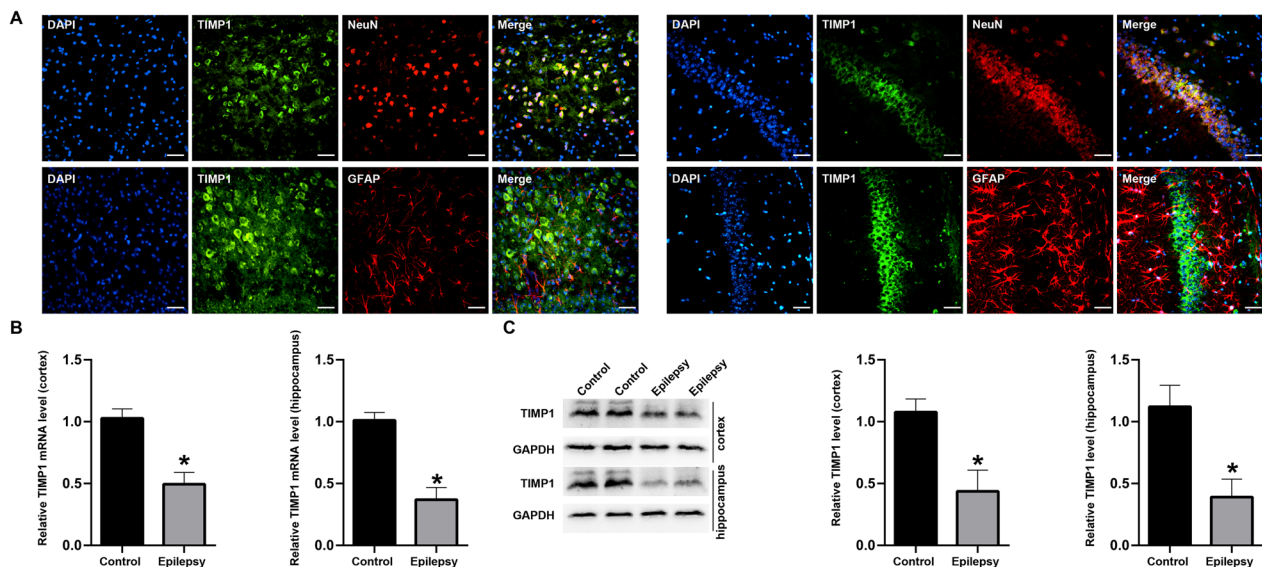 A
DAPI TIMP1 NeuN Merge DAPI TIMP1 NeuN Merge
DAPI TIMP1 GFAP Merge DAPI TIMP1 GFAP Merge
B
Relative TIMP1 mRNA level (cortex)
1.5
1.0
0.5
0.0
*
Control Epilepsy
Relative TIMP1 mRNA level (hippocampus)
1.5
1.0
0.5
0.0
*
Control Epilepsy
C
Control Control Epilepsy Epilepsy
TIMP1
GAPDH
cortex
TIMP1
GAPDH
hippocampus
Relative TIMP1 level (cortex)
1.5
1.0
0.5
0.0
*
Control Epilepsy
Relative TIMP1 level (hippocampus)
1.5
1.0
0.5
0.0
*
Control Epilepsy